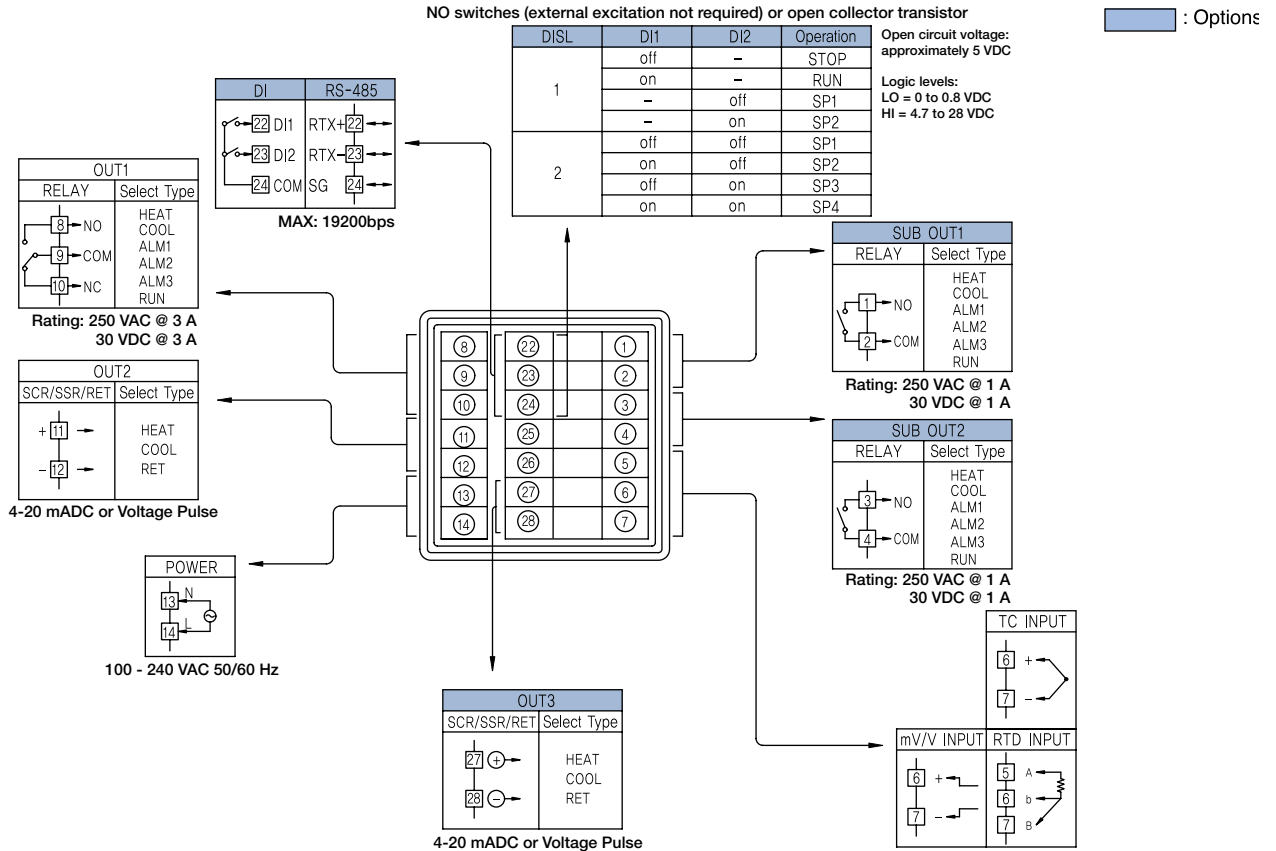 NO switches (external excitation not required) or open collector transistor
: Options
DISL DI1 DI2 Operation
1 off – STOP
on – RUN
– off SP1
– on SP2
2 off off SP1
on off SP2
off on SP3
on on SP4
Open circuit voltage:
approximately 5 VDC
Logic levels:
LO = 0 to 0.8 VDC
HI = 4.7 to 28 VDC
DI RS-485
22 DI1 RTX+ 22
23 DI2 RTX– 23
24 COM SG 24
MAX: 19200bps
OUT1
RELAY Select Type
8 NO
9 COM
10 NC
HEAT
COOL
ALM1
ALM2
ALM3
RUN
Rating: 250 VAC @ 3 A
30 VDC @ 3 A
OUT2
SCR/SSR/RET Select Type
+ 11
– 12
HEAT
COOL
RET
4-20 mADC or Voltage Pulse
POWER
13 N
14 L
100 - 240 VAC 50/60 Hz
8 22 1
9 23 2
10 24 3
11 25 4
12 26 5
13 27 6
14 28 7
SUB OUT1
RELAY Select Type
1 NO
2 COM
HEAT
COOL
ALM1
ALM2
ALM3
RUN
Rating: 250 VAC @ 1 A
30 VDC @ 1 A
SUB OUT2
RELAY Select Type
3 NO
4 COM
HEAT
COOL
ALM1
ALM2
ALM3
RUN
Rating: 250 VAC @ 1 A
30 VDC @ 1 A
OUT3
SCR/SSR/RET Select Type
27 +
28 –
HEAT
COOL
RET
4-20 mADC or Voltage Pulse
TC INPUT
6 +
7 –
mV/V INPUT
6 +
7 –
RTD INPUT
5 A
6 b
7 B